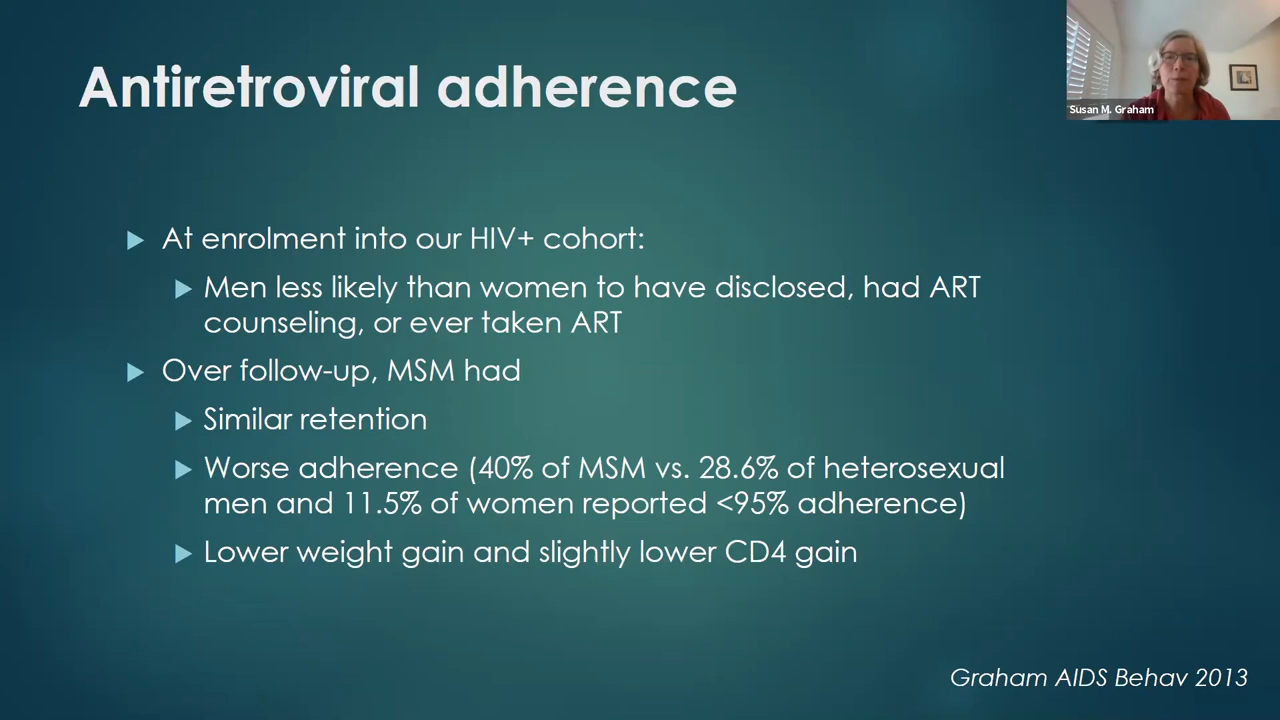 Antiretroviral adherence
Susan M. Graham
At enrolment into our HIV+ cohort:
Men less likely than women to have disclosed, had ART
counseling, or ever taken ART
Over follow-up, MSM had
Similar retention
Worse adherence (40% of MSM vs. 28.6% of heterosexual
men and 11.5% of women reported <95% adherence)
Lower weight gain and slightly lower CD4 gain
Graham AIDS Behav 2013